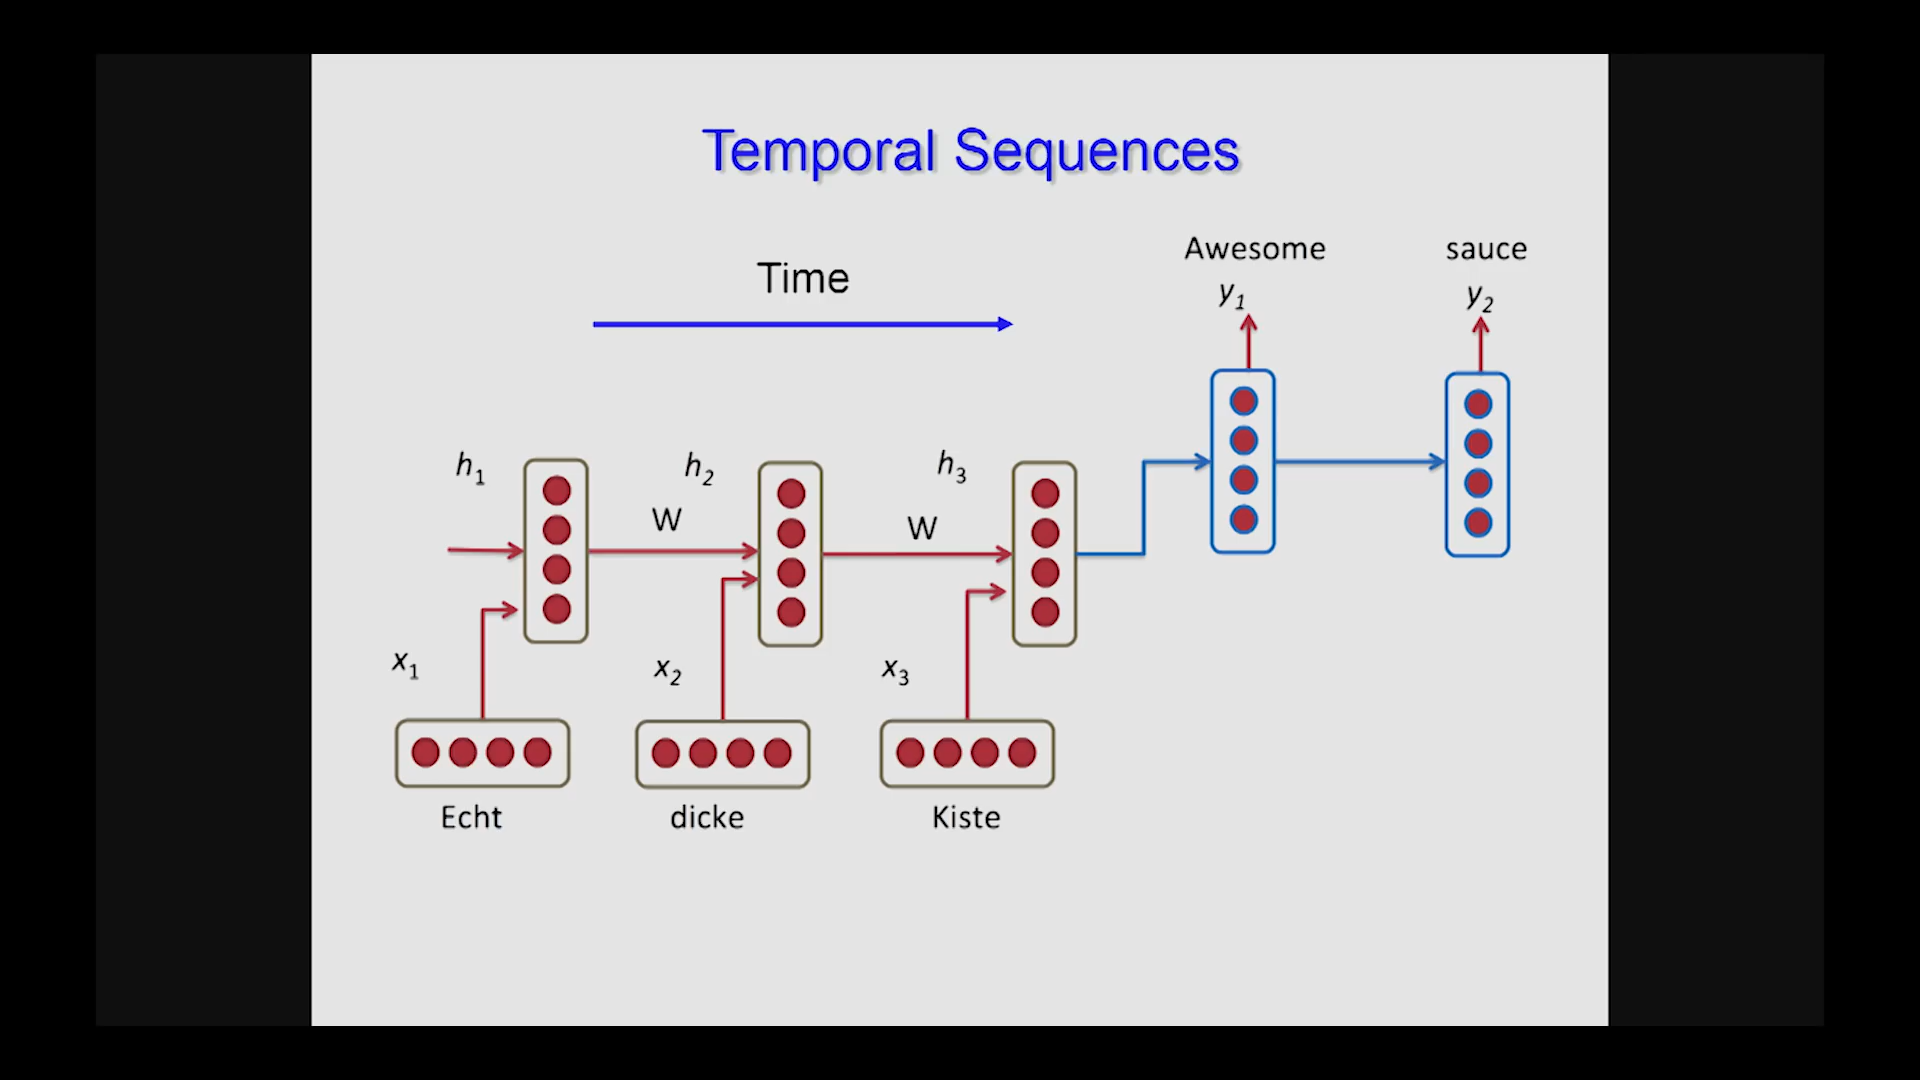 Temporal Sequences
Time
Awesome
y1
sauce
y2
h1
h2
h3
W
W
x1
x2
x3
Echt
dicke
Kiste